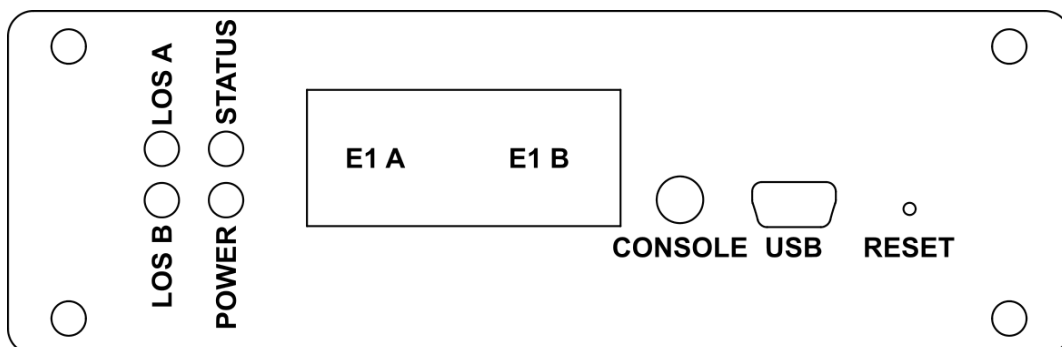 LOS A
STATUS
LOS B
POWER
E1 A
E1 B
CONSOLE
USB
RESET